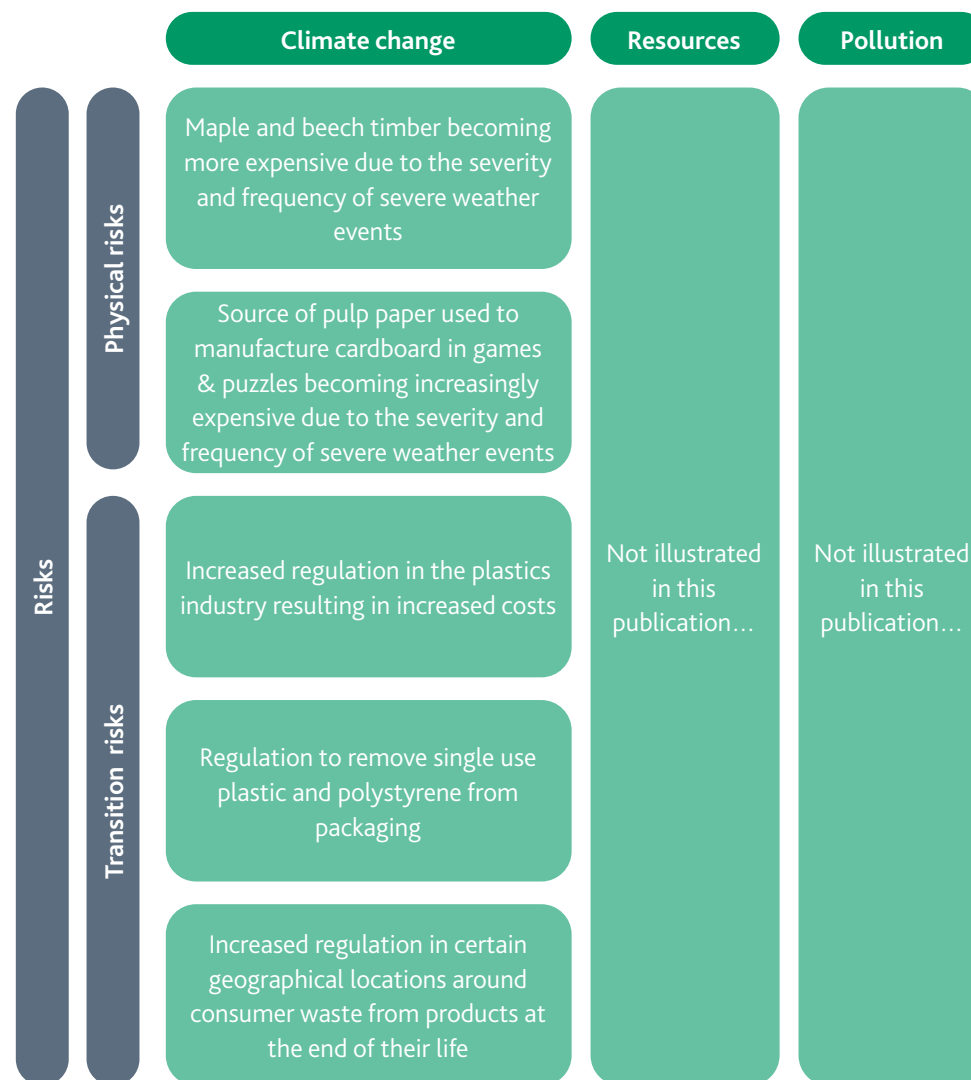 Climate change
Resources
Pollution
Risks
Physical risks
Maple and beech timber becoming
more expensive due to the severity
and frequency of severe weather
events
Source of pulp paper used to
manufacture cardboard in games
& puzzles becoming increasingly
expensive due to the severity and
frequency of severe weather events
Transition risks
Increased regulation in the plastics
industry resulting in increased costs
Regulation to remove single use
plastic and polystyrene from
packaging
Increased regulation in certain
geographical locations around
consumer waste from products at
the end of their life
Not illustrated
in this
publication…
Not illustrated
in this
publication…